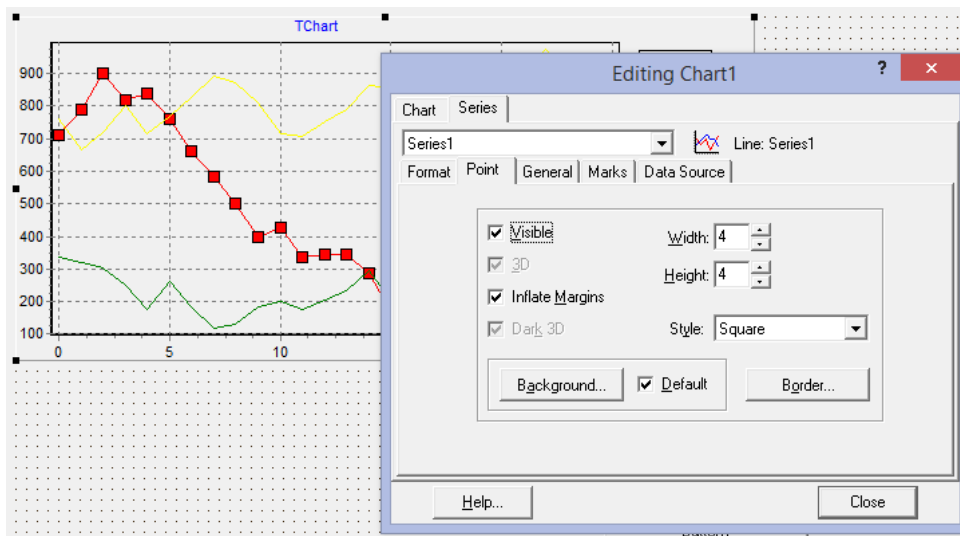 TChart
900
800
700
600
500
400
300
200
100
0 5 10
Editing Chart1 ?
Chart Series
Series1 Line: Series1
Format Point General Marks Data Source
Visible Width: 4
3D
Height: 4
Inflate Margins
Dark 3D Style: Square
Background... Default Border...
Help... Close